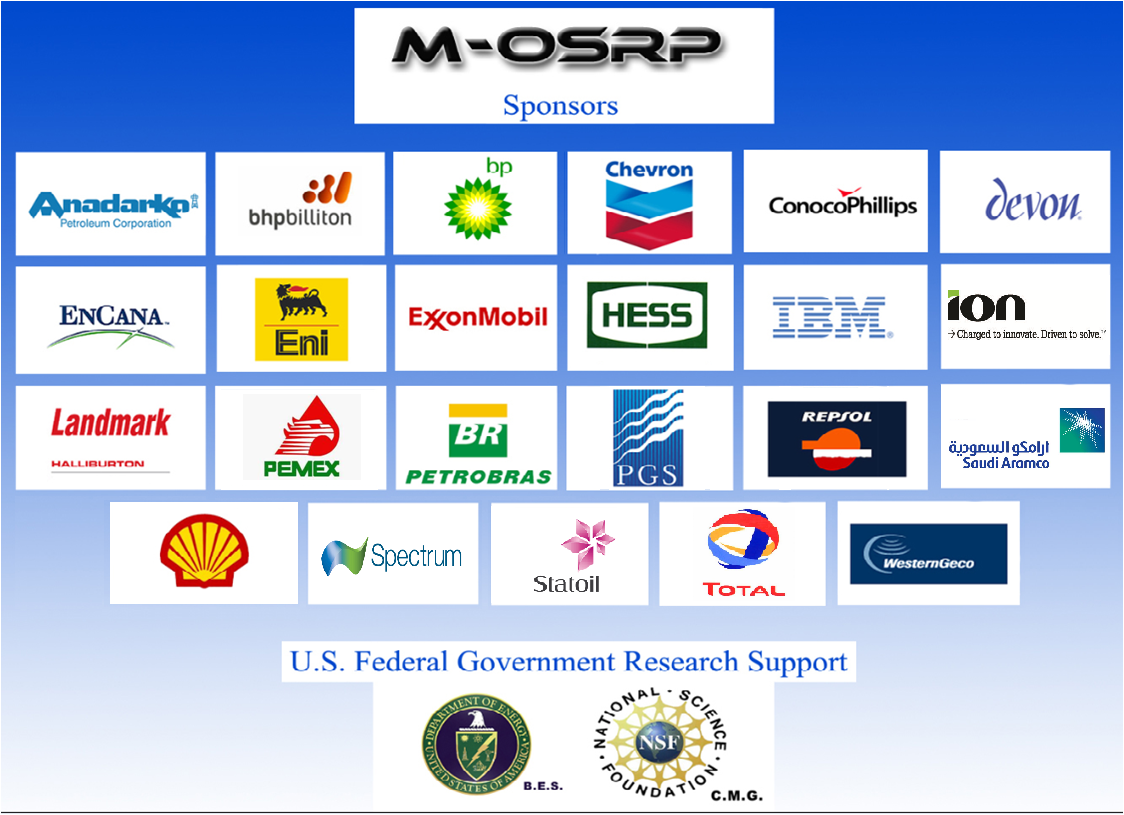 M-OSRP
Sponsors
Anadarko
Petroleum Corporation
bhpbilliton
bp
Chevron
ConocoPhillips
devon
EnCana™
Eni
ExxonMobil
HESS
IBM®
ion
→Charged to innovate. Driven to solve.™
Landmark
HALLIBURTON
PEMEX
BR
PETROBRAS
PGS
REPSOL
ارامكو السعودية
Saudi Aramco
Spectrum
Statoil
TOTAL
WesternGeco
U.S. Federal Government Research Support
DEPARTMENT OF ENERGY
UNITED STATES OF AMERICA
B.E.S.
NATIONAL · SCIENCE
FOUNDATION
NSF
C.M.G.